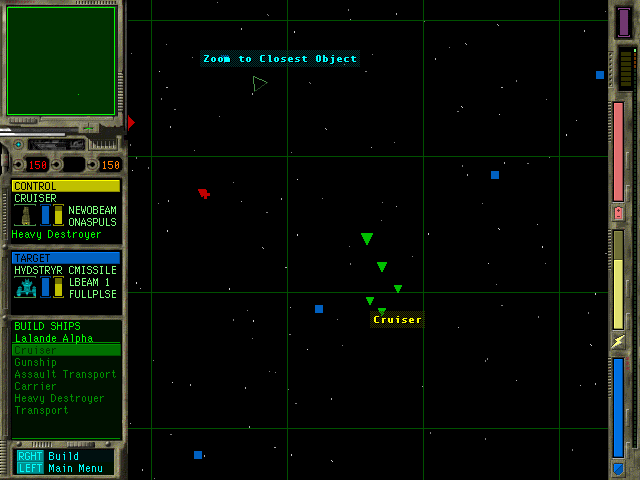 Zoom to Closest Object
150 150
CONTROL
CRUISER
NEWOBEAM
ONASPULS
Heavy Destroyer
TARGET
HYDSTRYR CMISSILE
LBEAM 1
FULLPLSE
Cruiser
BUILD SHIPS
Lalande Alpha
Cruiser
Gunship
Assault Transport
Carrier
Heavy Destroyer
Transport
RGHT Build
LEFT Main Menu